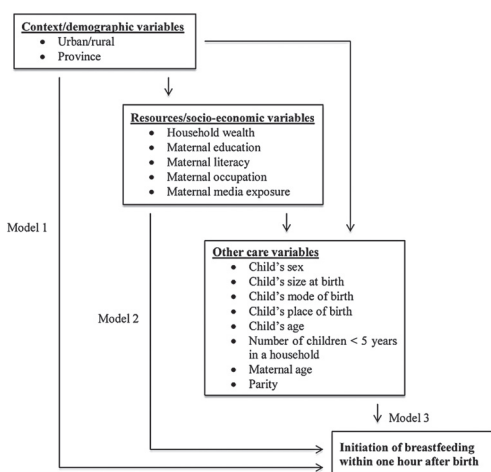 Context/demographic variables
• Urban/rural
• Province
Resources/socio-economic variables
• Household wealth
• Maternal education
• Maternal literacy
• Maternal occupation
• Maternal media exposure
Model 1
Other care variables
• Child's sex
• Child's size at birth
• Child's mode of birth
• Child's place of birth
• Child's age
• Number of children < 5 years
in a household
• Maternal age
• Parity
Model 2
Model 3
Initiation of breastfeeding
within one hour after birth